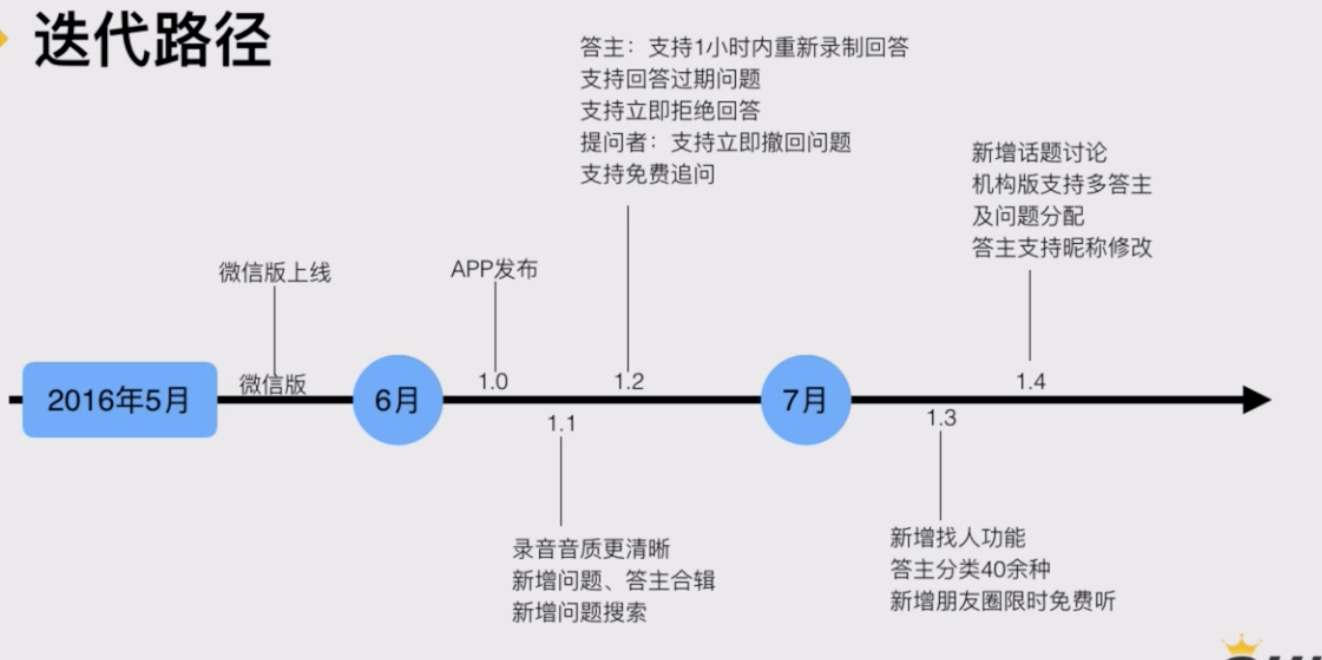 迭代路径
答主：支持1小时内重新录制回答
支持回答过期问题
支持立即拒绝回答
提问者：支持立即撤回问题
支持免费追问
新增话题讨论
机构版支持多答主
及问题分配
答主支持昵称修改
微信版上线
APP发布
2016年5月
微信版
6月
1.0
1.2
7月
1.4
1.1
1.3
录音音质更清晰
新增问题、答主合辑
新增问题搜索
新增找人功能
答主分类40余种
新增朋友圈限时免费听